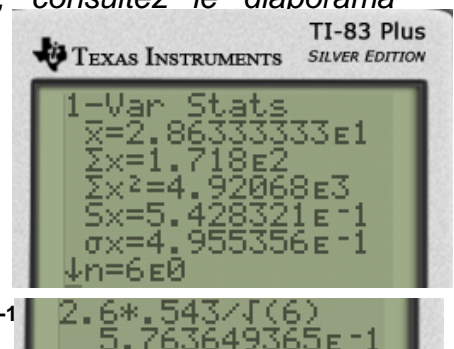 consultez le diaporama
TI-83 Plus
TEXAS INSTRUMENTS SILVER EDITION
1-Var Stats
x̄=2.86333333E1
Σx=1.718E2
Σx²=4.92068E3
Sx=5.428321E-1
σx=4.955356E-1
↓n=6E0
-1
2.6*.543/√(6)
5.763649365E-1